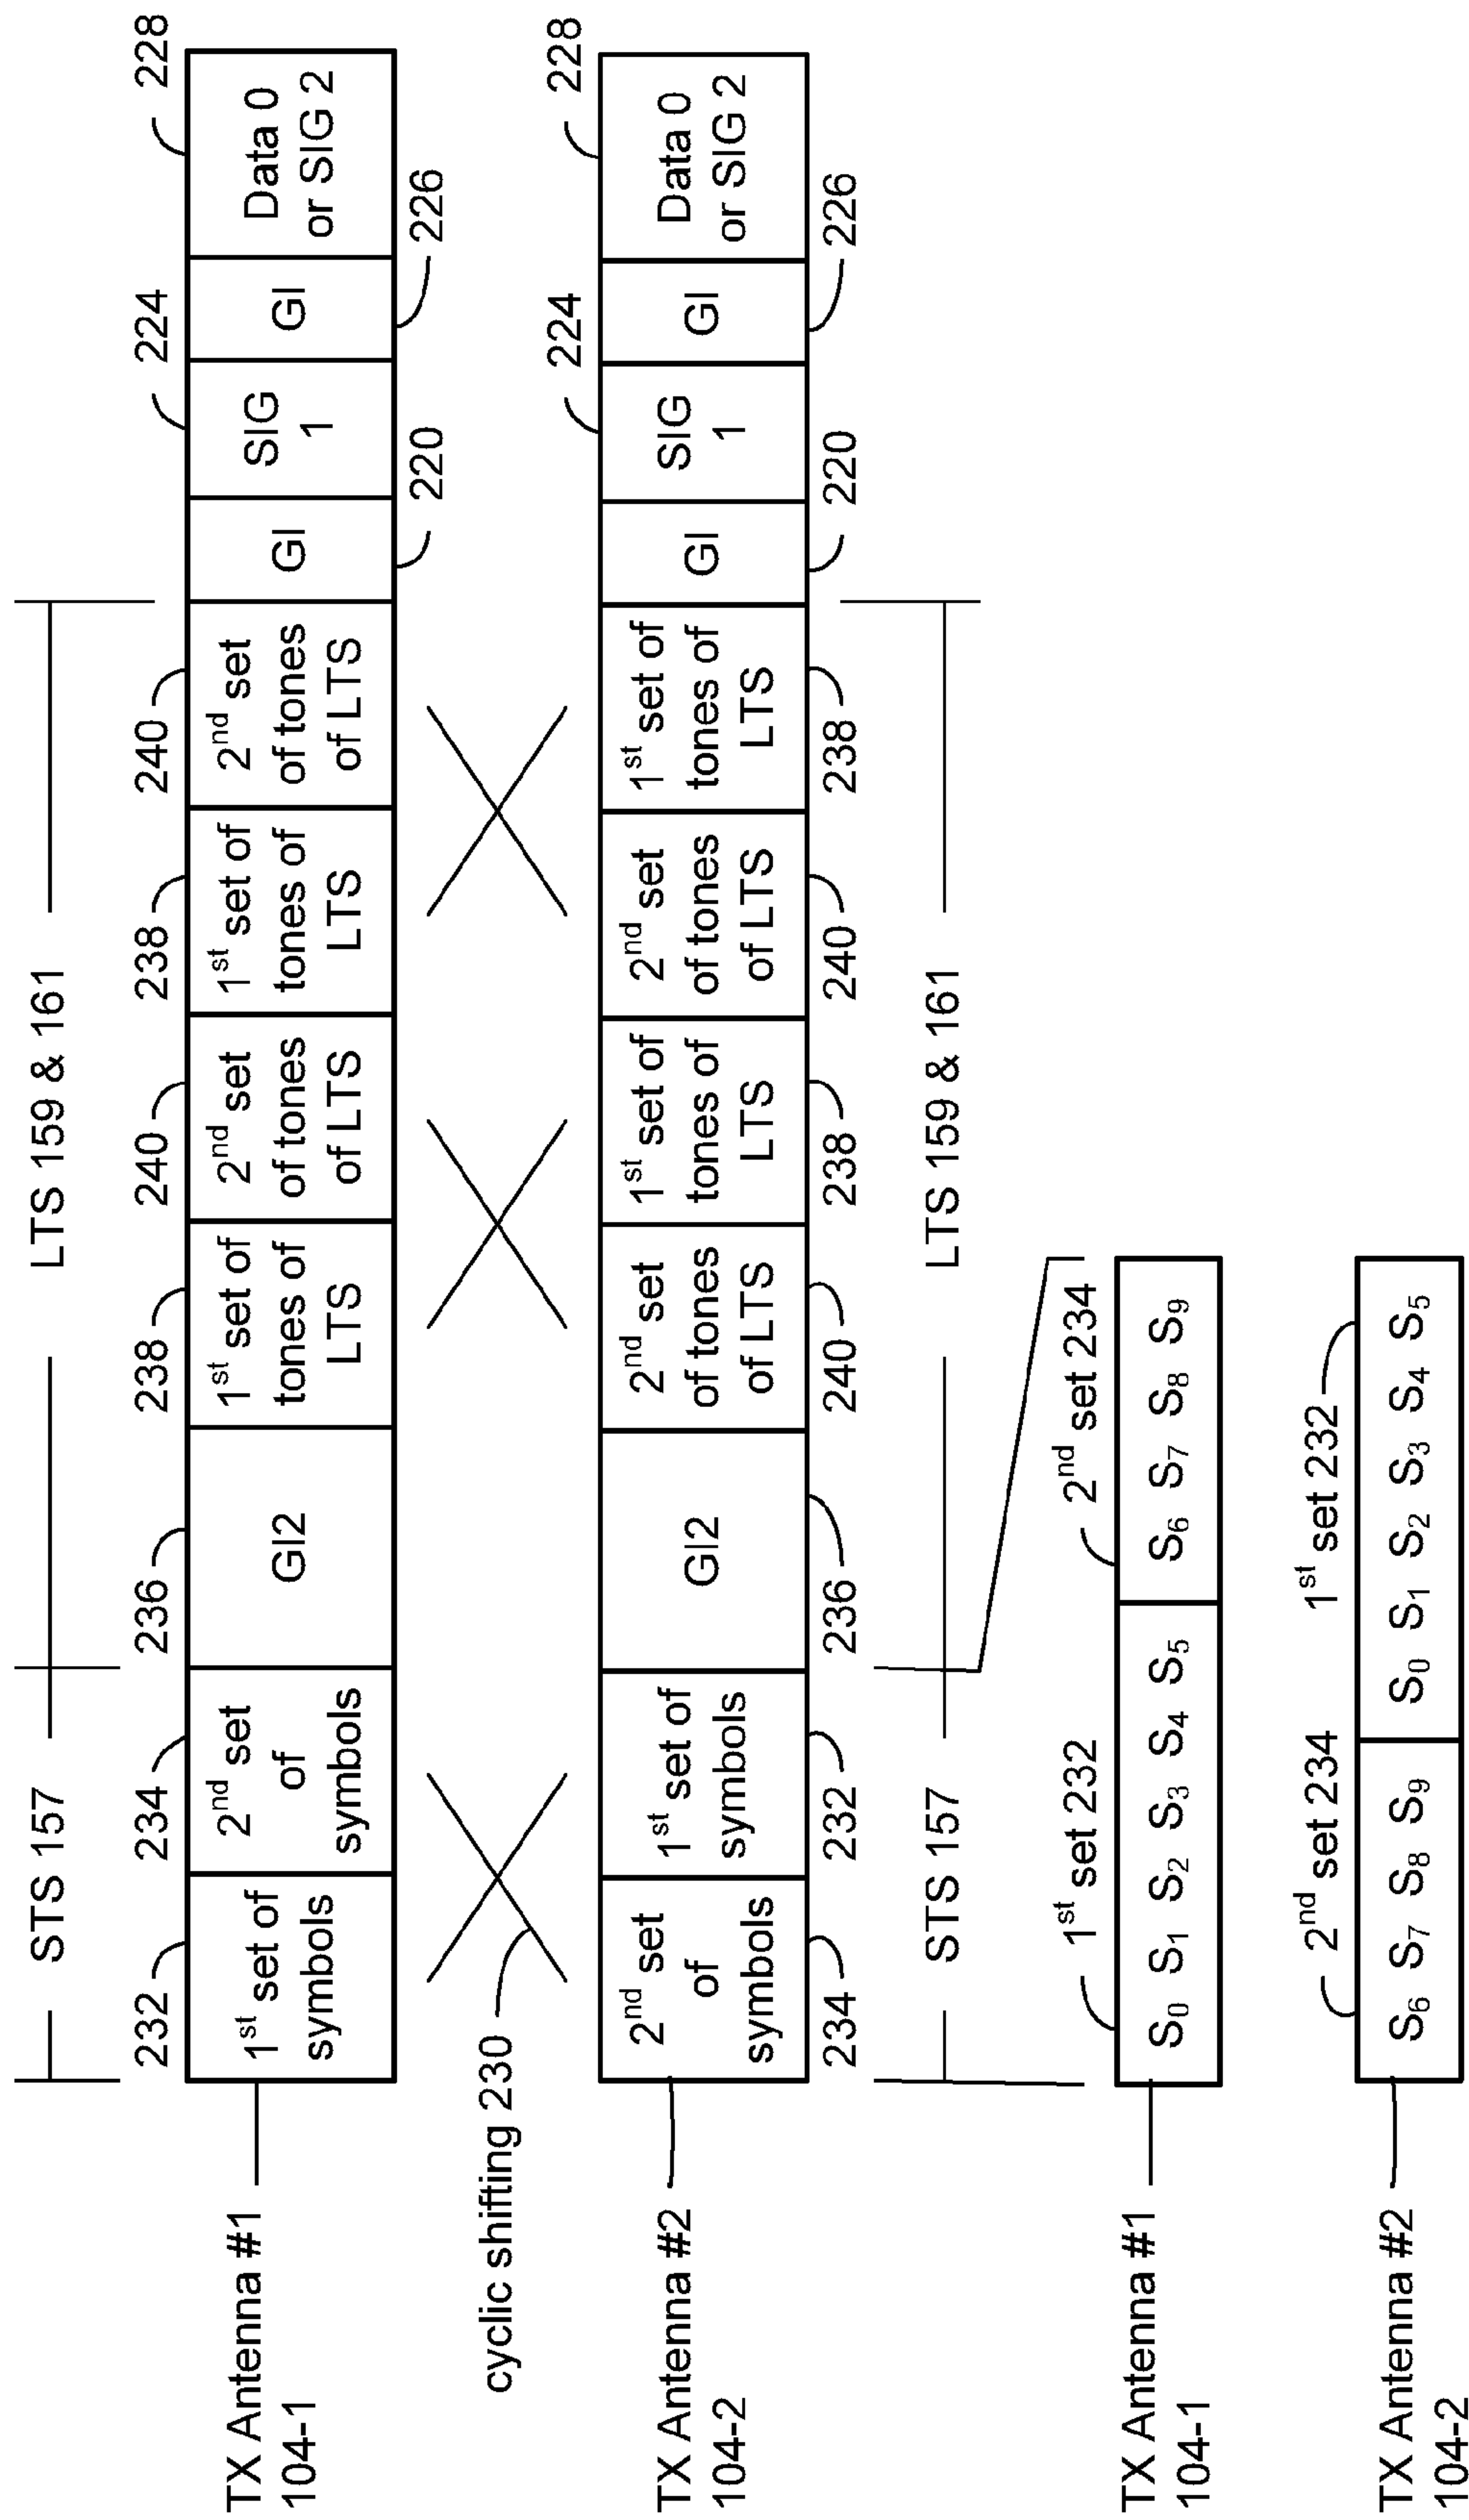 STS 157
LTS 159 & 161
232
234
236
238
240
238
240
224
228
TX Antenna #1
104-1
1st set of
symbols
2nd set
of
symbols
GI2
1st set of
tones of
LTS
2nd set
of tones
of LTS
1st set of
tones of
LTS
2nd set
of tones
of LTS
GI
SIG
1
GI
Data 0
or SIG 2
220
226
cyclic shifting 230
224
228
TX Antenna #2
104-2
2nd set
of
symbols
1st set of
symbols
GI2
2nd set
of tones
of LTS
1st set of
tones of
LTS
2nd set
of tones
of LTS
1st set of
tones of
LTS
GI
SIG
1
GI
Data 0
or SIG 2
234
232
236
240
238
240
238
220
226
STS 157
LTS 159 & 161
1st set 232
2nd set 234
TX Antenna #1
104-1
S0 S1 S2 S3 S4 S5
S6 S7 S8 S9
2nd set 234
1st set 232
TX Antenna #2
104-2
S6 S7 S8 S9
S0 S1 S2 S3 S4 S5